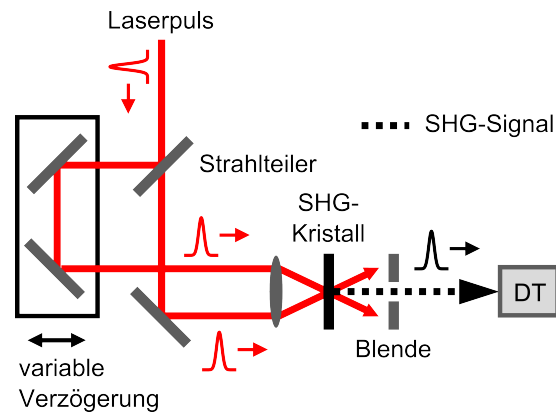 Laserpuls
SHG-Signal
Strahlteiler
SHG-
Kristall
DT
Blende
variable
Verzögerung